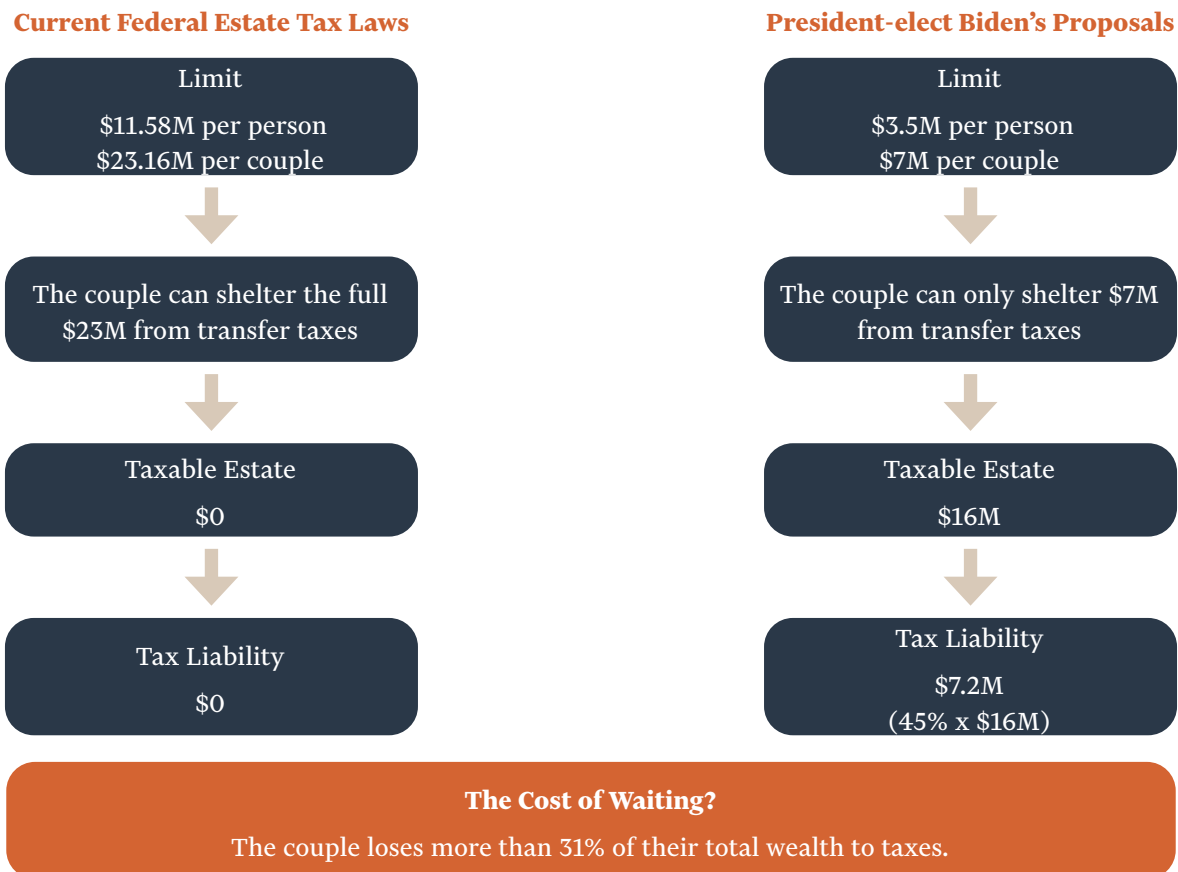 Current Federal Estate Tax Laws
Limit
$11.58M per person
$23.16M per couple
The couple can shelter the full
$23M from transfer taxes
Taxable Estate
$0
Tax Liability
$0
President-elect Biden’s Proposals
Limit
$3.5M per person
$7M per couple
The couple can only shelter $7M
from transfer taxes
Taxable Estate
$16M
Tax Liability
$7.2M
(45% x $16M)
The Cost of Waiting?
The couple loses more than 31% of their total wealth to taxes.